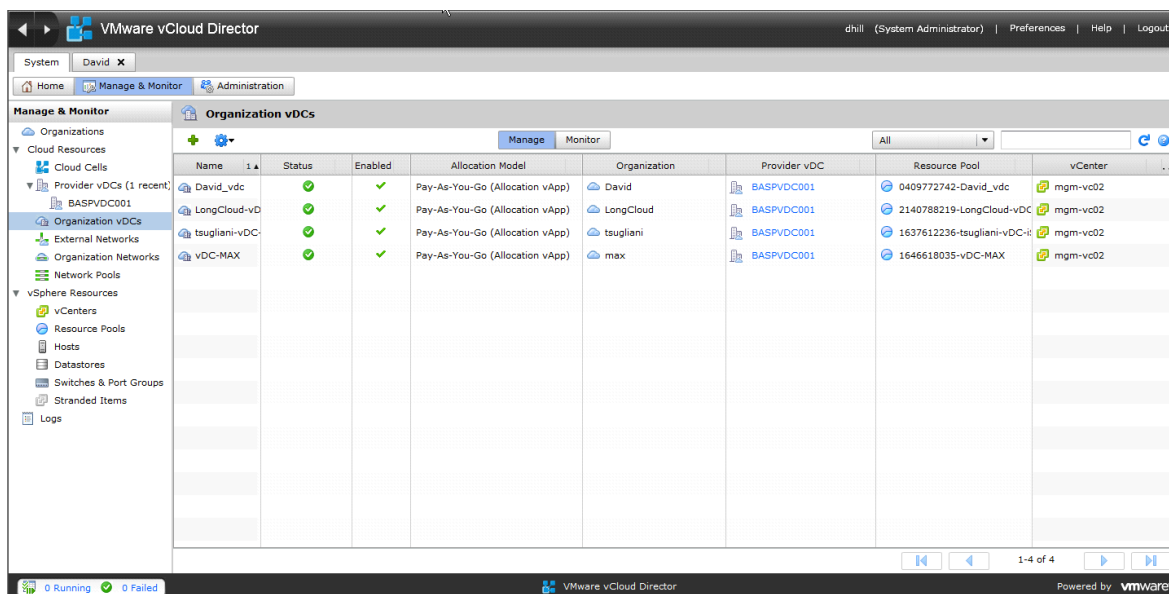 VMware vCloud Director
dhill (System Administrator) | Preferences | Help | Logout
System David X
Home Manage & Monitor Administration
Manage & Monitor
Organizations
Cloud Resources
Cloud Cells
Provider vDCs (1 recent)
BASPVDC001
Organization vDCs
External Networks
Organization Networks
Network Pools
vSphere Resources
vCenters
Resource Pools
Hosts
Datastores
Switches & Port Groups
Stranded Items
Logs
Organization vDCs
Manage Monitor All
Name 1 Status Enabled Allocation Model Organization Provider vDC Resource Pool vCenter
David_vdc Pay-As-You-Go (Allocation vApp) David BASPVDC001 0409772742-David_vdc mgm-vc02
LongCloud-vD Pay-As-You-Go (Allocation vApp) LongCloud BASPVDC001 2140788219-LongCloud-vDC mgm-vc02
tsugliani-vDC- Pay-As-You-Go (Allocation vApp) tsugliani BASPVDC001 1637612236-tsugliani-vDC-i mgm-vc02
vDC-MAX Pay-As-You-Go (Allocation vApp) max BASPVDC001 1646618035-vDC-MAX mgm-vc02
1-4 of 4
0 Running 0 Failed VMware vCloud Director Powered by vmware